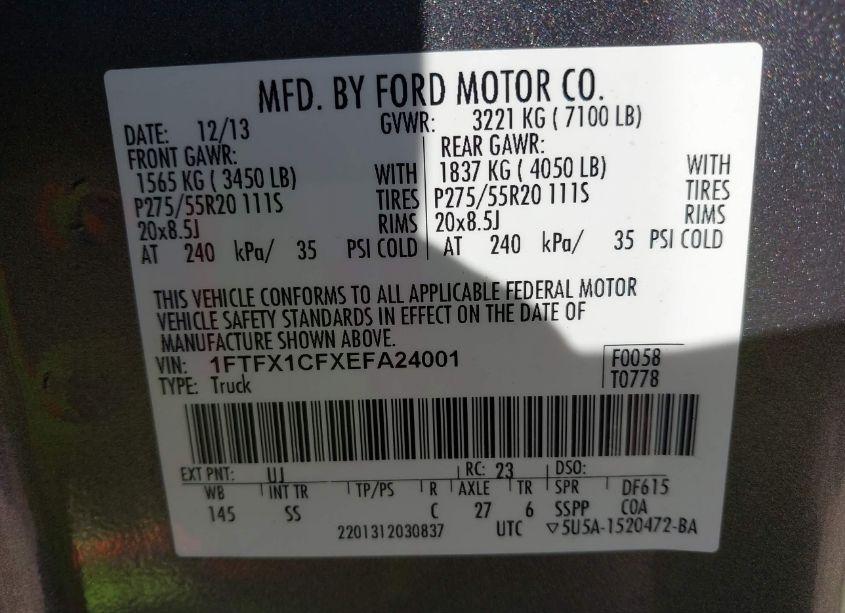 MFD. BY FORD MOTOR CO.
DATE: 12/13 GVWR: 3221 KG ( 7100 LB)
FRONT GAWR: REAR GAWR:
1565 KG ( 3450 LB) WITH 1837 KG ( 4050 LB) WITH
P275/55R20 111S TIRES P275/55R20 111S TIRES
20x8.5J RIMS 20x8.5J RIMS
AT 240 kPa/ 35 PSI COLD AT 240 kPa/ 35 PSI COLD
THIS VEHICLE CONFORMS TO ALL APPLICABLE FEDERAL MOTOR
VEHICLE SAFETY STANDARDS IN EFFECT ON THE DATE OF
MANUFACTURE SHOWN ABOVE.
VIN: 1FTFX1CFXEFA24001 F0058
TYPE: Truck T0778
EXT PNT: UJ RC: 23 DSO:
WB INT TR TP/PS R AXLE TR SPR DF615
145 SS C 27 6 SSPP COA
2201312030837 UTC ▽5U5A-1520472-BA